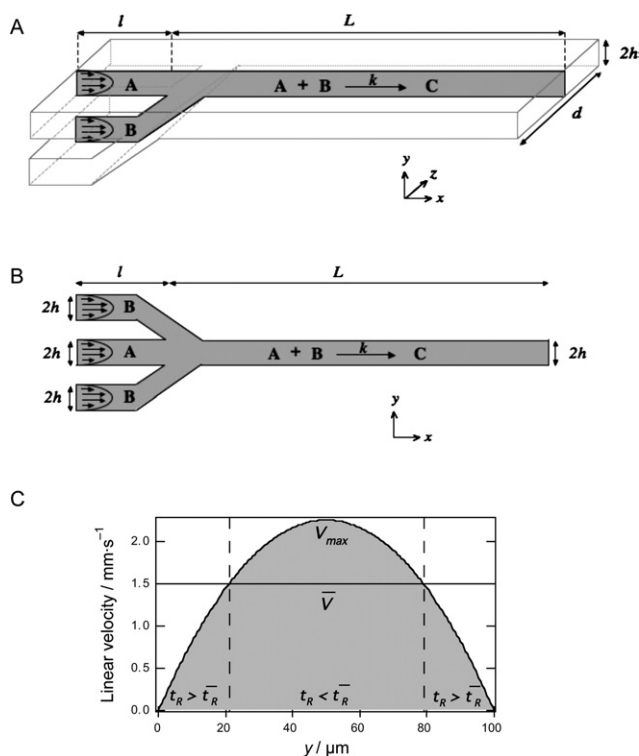 A
l L
2h
A A + B k C
B
d
y
z
x
B
l L
2h B
2h A A + B k C 2h
2h B
y
x
C
Linear velocity / mm·s⁻¹
2.0
1.5
1.0
0.5
0.0
V_max
V̅
t_R > t̅_R t_R < t̅_R t_R > t̅_R
0 20 40 60 80 100
y / µm